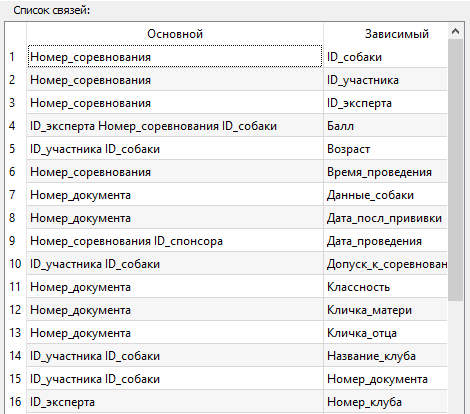 Список связей:
Основной Зависимый
1 Номер_соревнования ID_собаки
2 Номер_соревнования ID_участника
3 Номер_соревнования ID_эксперта
4 ID_эксперта Номер_соревнования ID_собаки Балл
5 ID_участника ID_собаки Возраст
6 Номер_соревнования Время_проведения
7 Номер_документа Данные_собаки
8 Номер_документа Дата_посл_прививки
9 Номер_соревнования ID_спонсора Дата_проведения
10 ID_участника ID_собаки Допуск_к_соревнован
11 Номер_документа Классность
12 Номер_документа Кличка_матери
13 Номер_документа Кличка_отца
14 ID_участника ID_собаки Название_клуба
15 ID_участника ID_собаки Номер_документа
16 ID_эксперта Номер_клуба